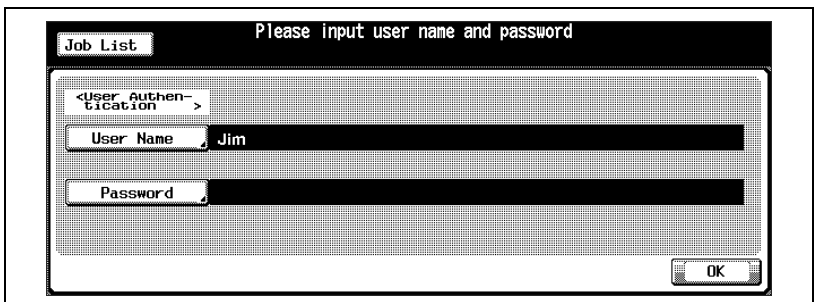 Please input user name and password
Job List
<User Authen-
tication >
User Name Jim
Password
OK